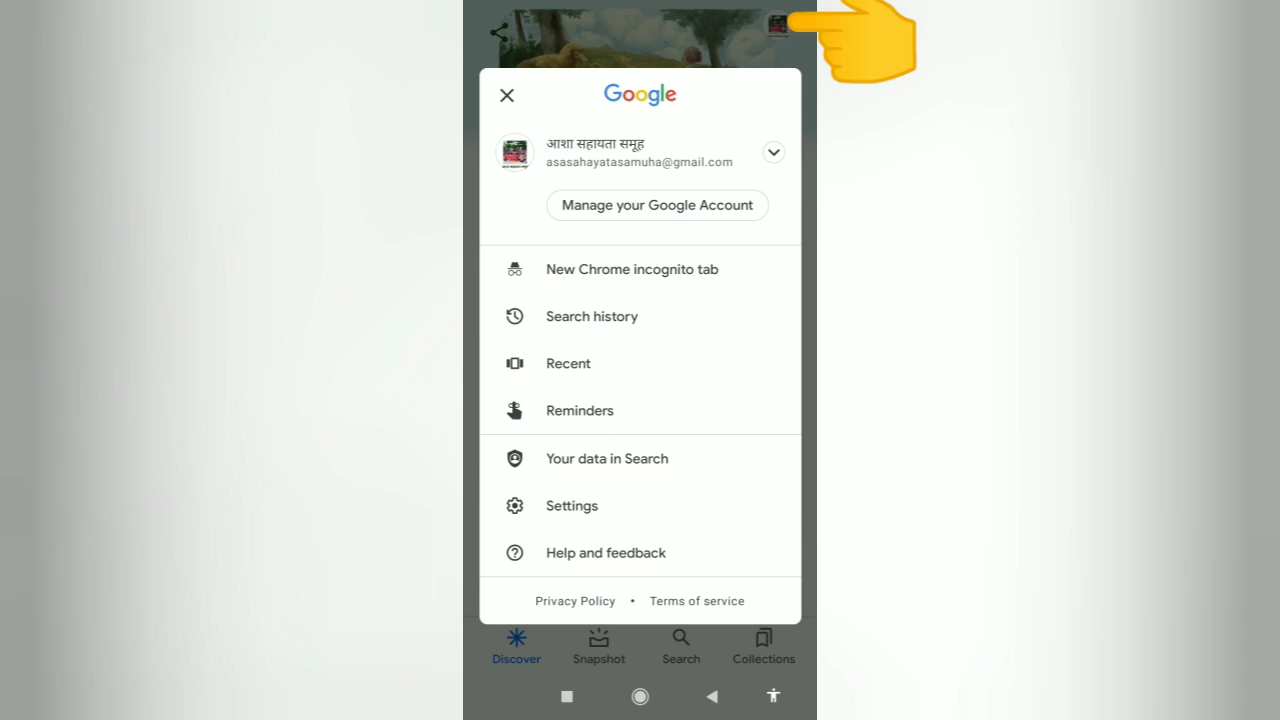 Google
आशा सहायता समूह
asasahayatasamuha@gmail.com
Manage your Google Account
New Chrome incognito tab
Search history
Recent
Reminders
Your data in Search
Settings
Help and feedback
Privacy Policy • Terms of service
Discover Snapshot Search Collections